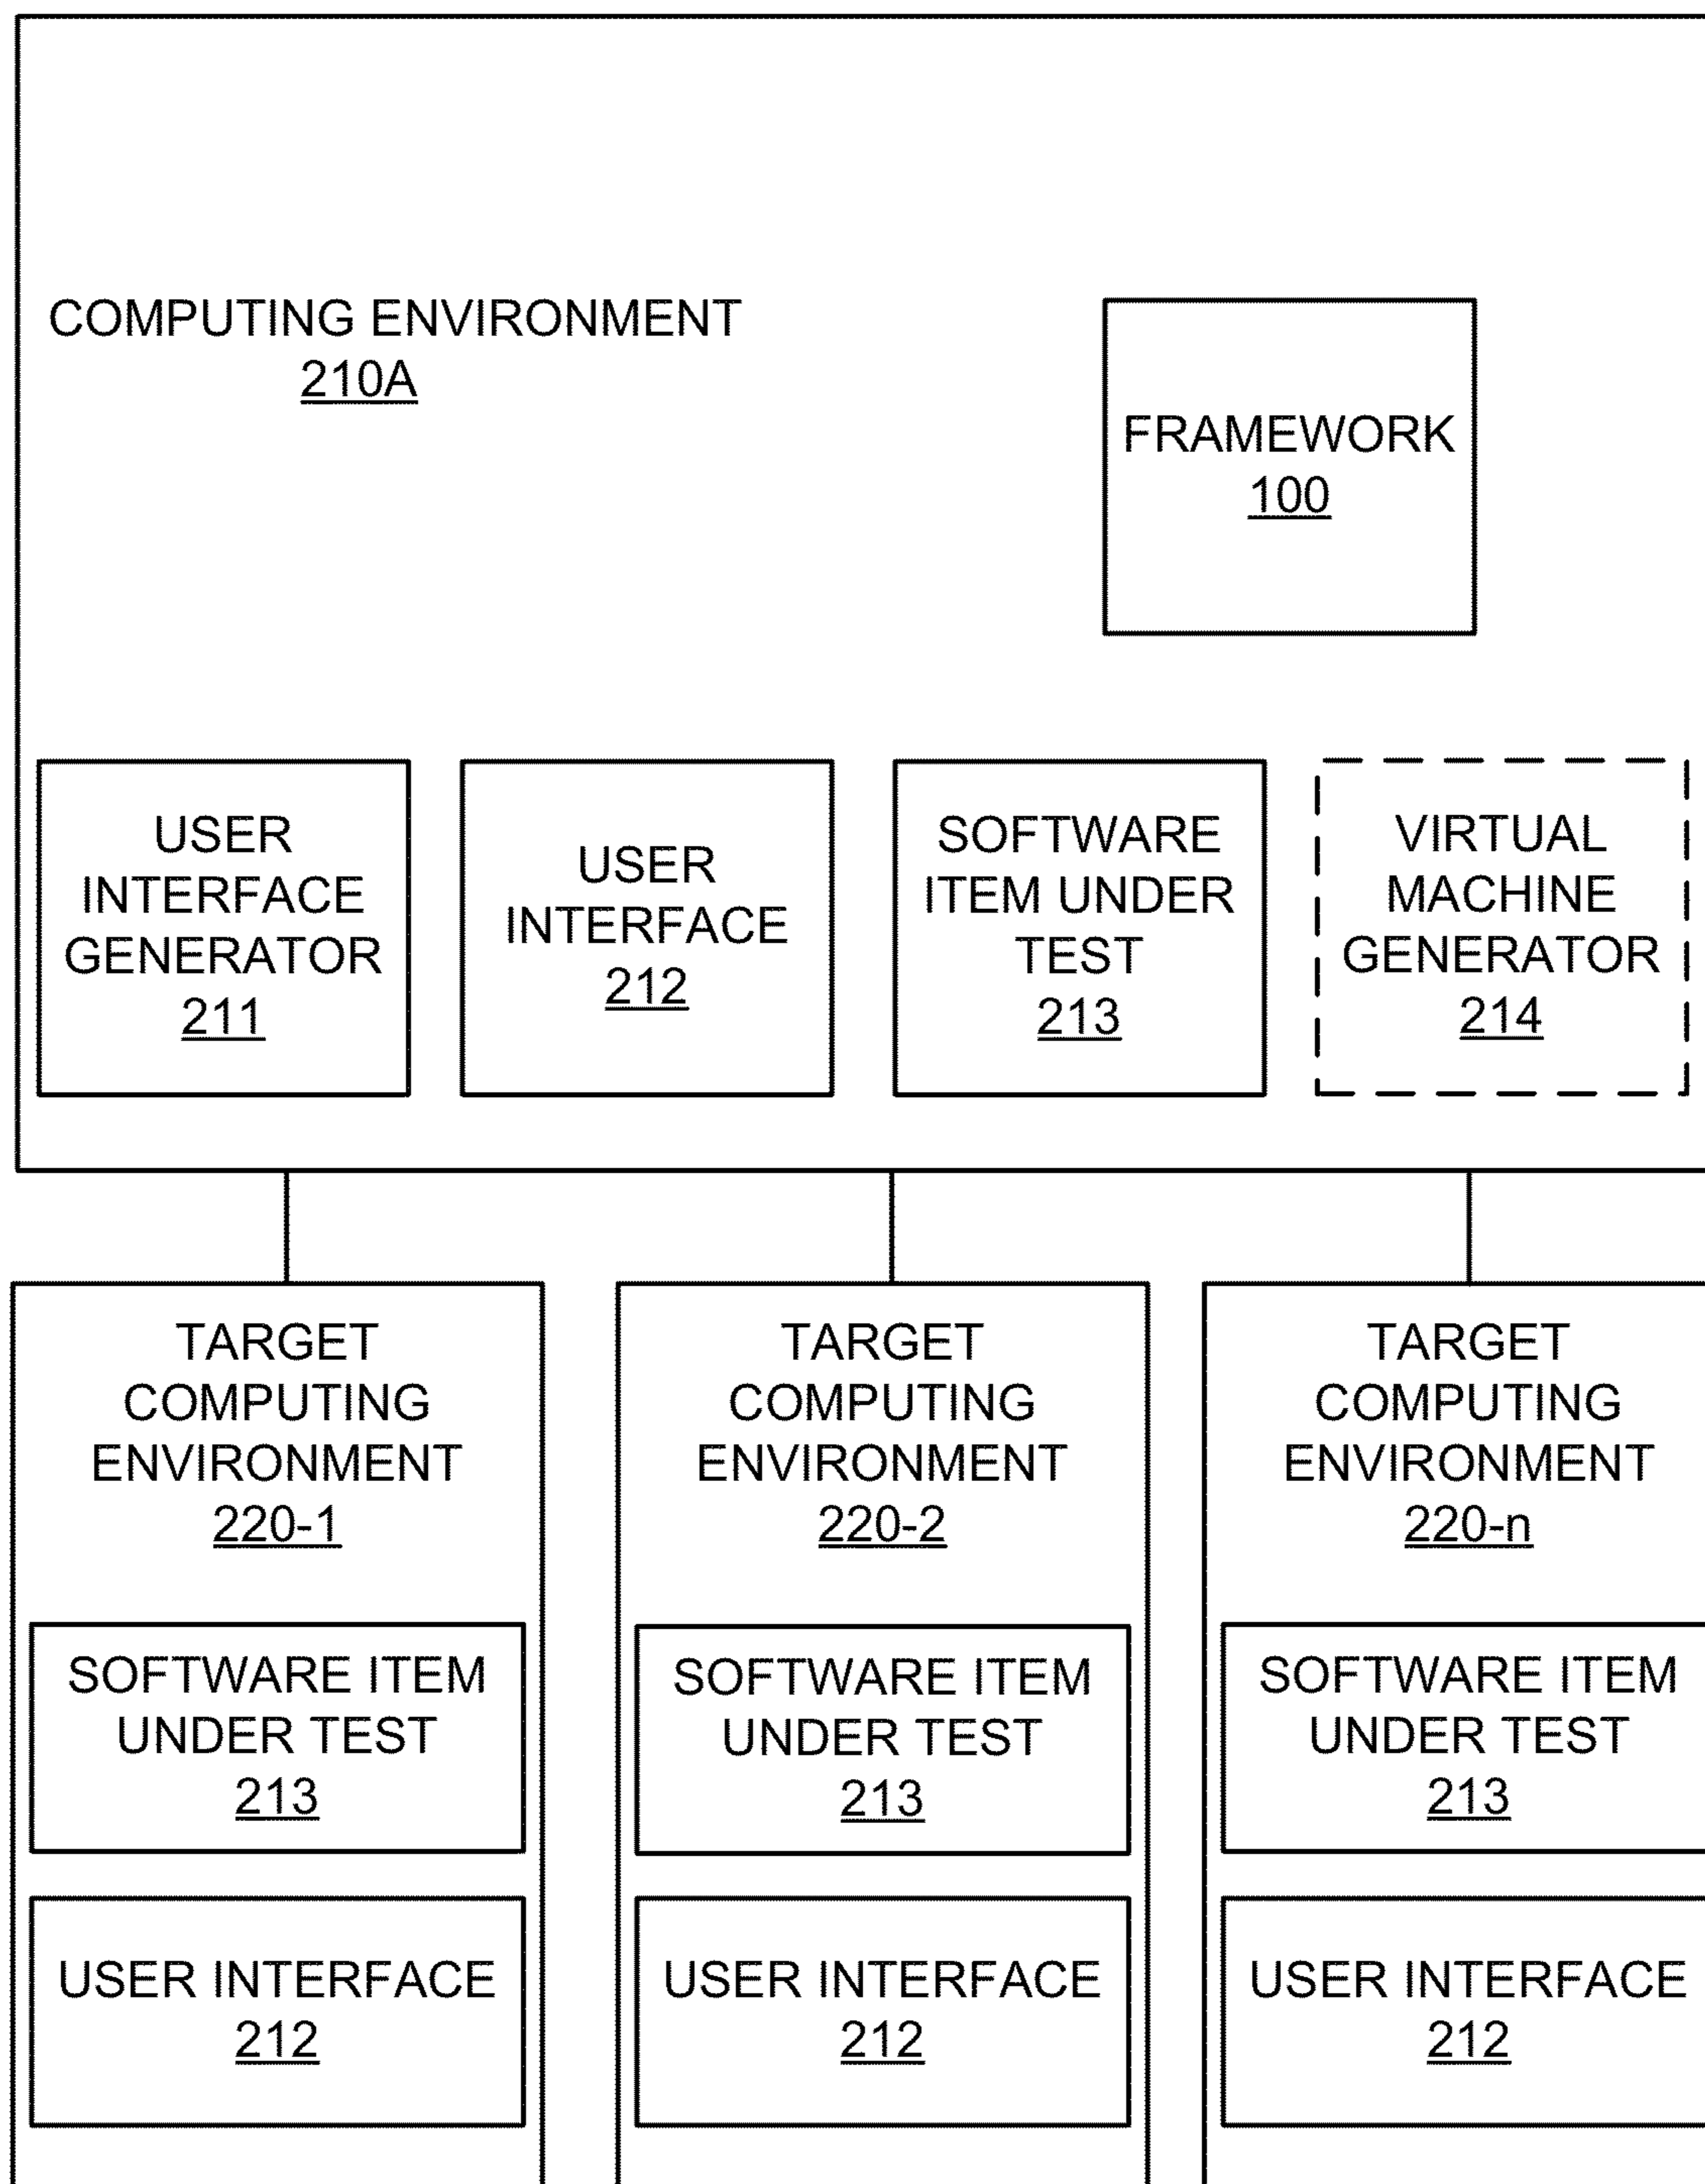 COMPUTING ENVIRONMENT
210A
FRAMEWORK
100
USER
INTERFACE
GENERATOR
211
USER
INTERFACE
212
SOFTWARE
ITEM UNDER
TEST
213
VIRTUAL
MACHINE
GENERATOR
214
TARGET
COMPUTING
ENVIRONMENT
220-1
SOFTWARE ITEM
UNDER TEST
213
USER INTERFACE
212
TARGET
COMPUTING
ENVIRONMENT
220-2
SOFTWARE ITEM
UNDER TEST
213
USER INTERFACE
212
TARGET
COMPUTING
ENVIRONMENT
220-n
SOFTWARE ITEM
UNDER TEST
213
USER INTERFACE
212